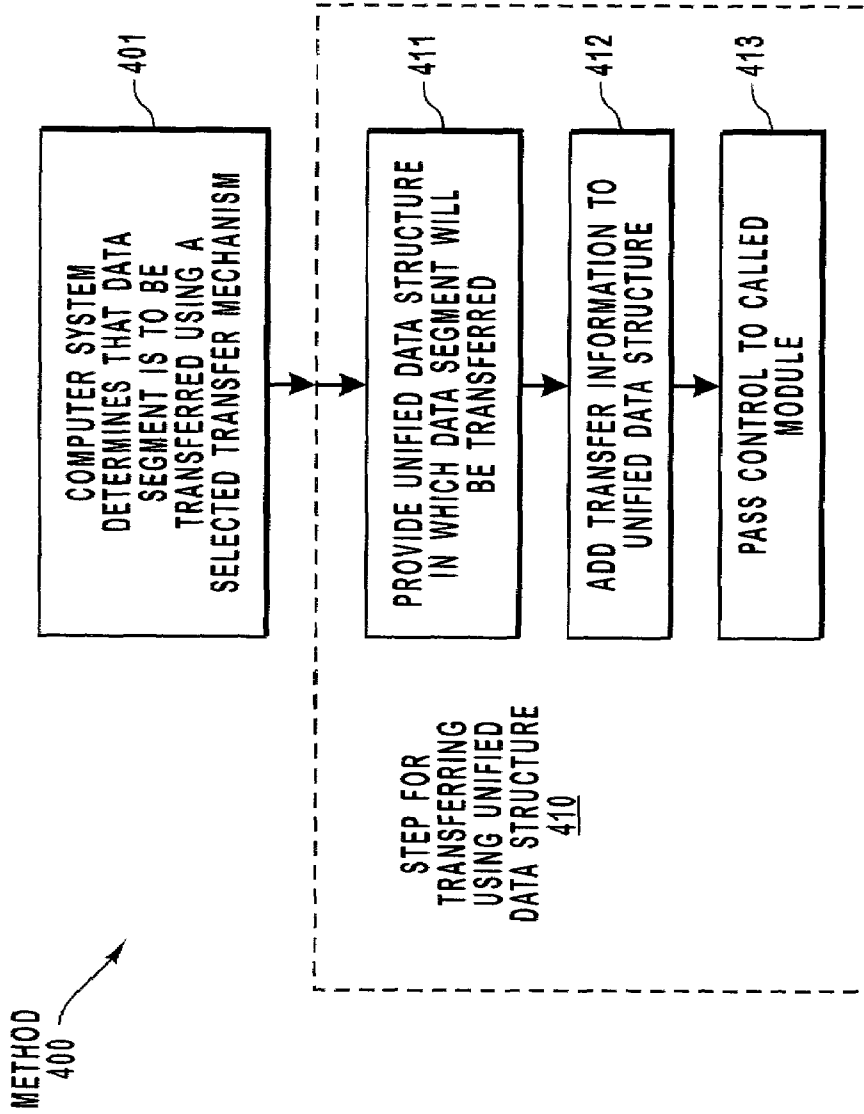 METHOD
400
COMPUTER SYSTEM
DETERMINES THAT DATA
SEGMENT IS TO BE
TRANSFERRED USING A
SELECTED TRANSFER MECHANISM
401
STEP FOR
TRANSFERRING
USING UNIFIED
DATA STRUCTURE
410
PROVIDE UNIFIED DATA STRUCTURE
IN WHICH DATA SEGMENT WILL
BE TRANSFERRED
411
ADD TRANSFER INFORMATION TO
UNIFIED DATA STRUCTURE
412
PASS CONTROL TO CALLED
MODULE
413